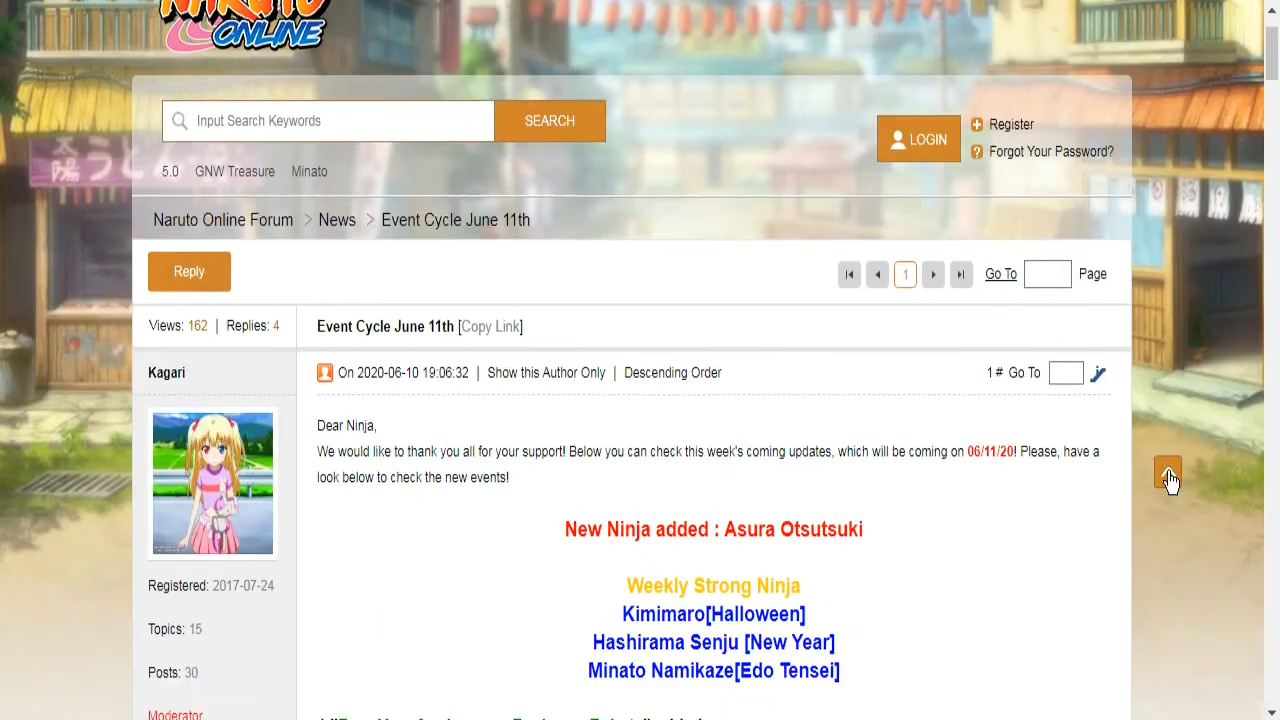 NARUTO
ONLINE
Input Search Keywords
SEARCH
LOGIN
Register
Forgot Your Password?
5.0 GNW Treasure Minato
Naruto Online Forum > News > Event Cycle June 11th
Reply
1 Go To Page
Views: 162 | Replies: 4
Event Cycle June 11th [Copy Link]
Kagari
On 2020-06-10 19:06:32 | Show this Author Only | Descending Order
1 # Go To
Dear Ninja,
We would like to thank you all for your support! Below you can check this week's coming updates, which will be coming on 06/11/20! Please, have a
look below to check the new events!
New Ninja added : Asura Otsutsuki
Weekly Strong Ninja
Kimimaro[Halloween]
Hashirama Senju [New Year]
Minato Namikaze[Edo Tensei]
Registered: 2017-07-24
Topics: 15
Posts: 30
Moderator